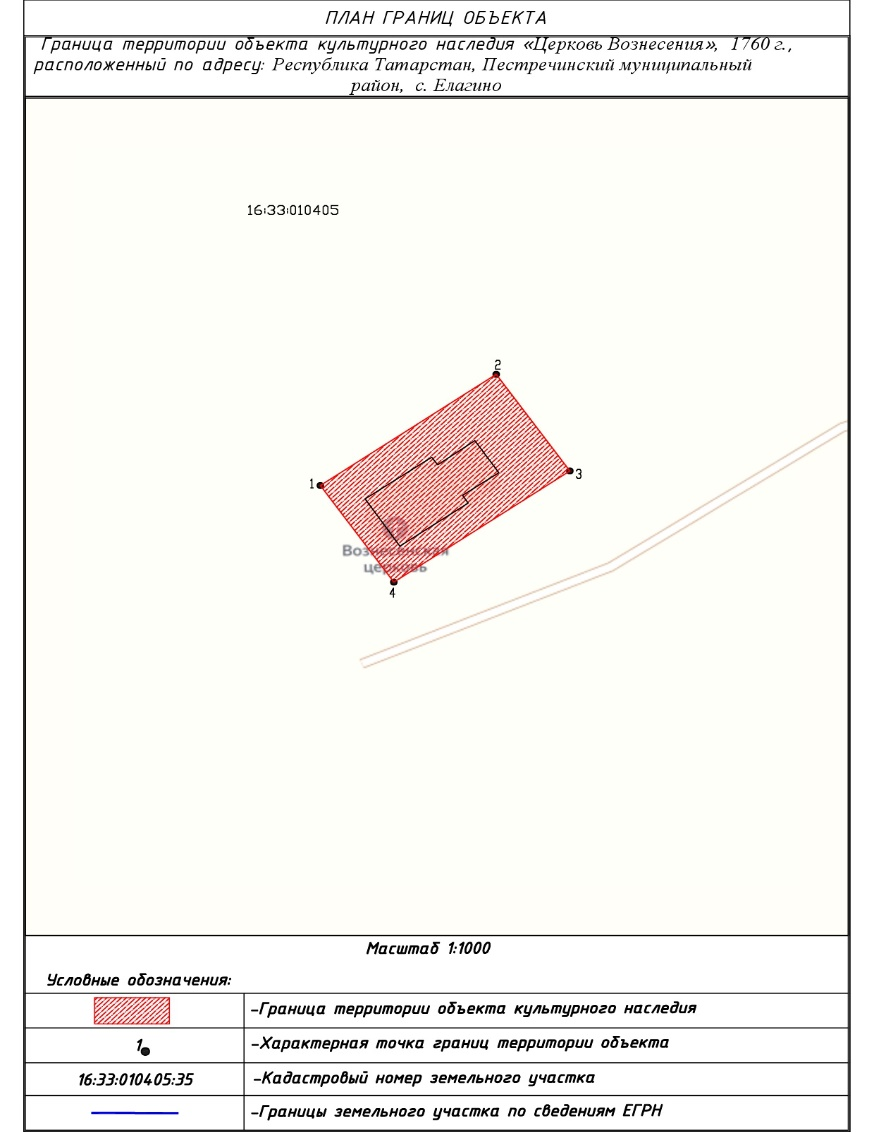 ПЛАН ГРАНИЦ ОБЪЕКТА
Граница территории объекта культурного наследия «Церковь Вознесения», 1760 г.,
расположенный по адресу: Республика Татарстан, Пестречинский муниципальный
район, с. Елагино
16:33:010405
2
1
3
Вознесенская
церковь
4
Масштаб 1:1000
Условные обозначения:
-Граница территории объекта культурного наследия
1
-Характерная точка границ территории объекта
16:33:010405:35
-Кадастровый номер земельного участка
-Границы земельного участка по сведениям ЕГРН